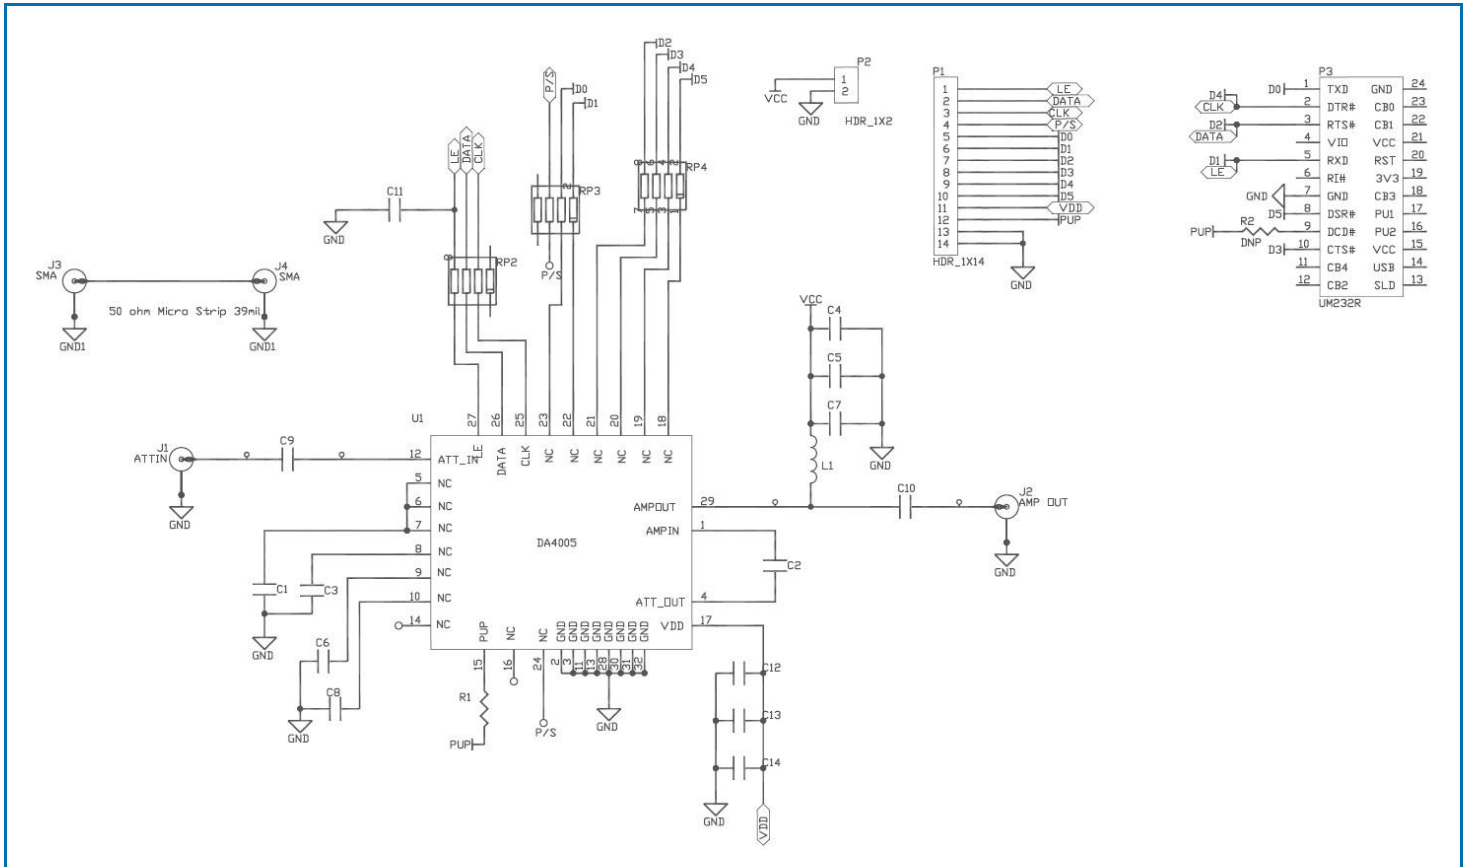 D2
D3
D4
D5
P/S
D0
D1
LE
DATA
CLK
8
6
4
2
RP4
7
5
3
1
2
RP3
P/S
8
RP2
C11
GND
J3
SMA
J4
SMA
50 ohm Micro Strip 39mil
GND1
GND1
P2
1
2
VCC
GND
HDR_1X2
P1
1
LE
2
DATA
3
CLK
4
P/S
5
D0
6
D1
7
D2
8
D3
9
D4
10
D5
11
VDD
12
PUP
13
14
HDR_1X14
GND
P3
D0
1
TXD
GND
24
D4
CLK
2
DTR#
CB0
23
D2
DATA
3
RTS#
CB1
22
4
VIO
VCC
21
D1
LE
5
RXD
RST
20
6
RI#
3V3
19
GND
7
GND
CB3
18
D5
8
DSR#
PU1
17
PUP
R2
DNP
9
DCD#
PU2
16
D3
10
CTS#
VCC
15
11
CB4
USB
14
12
CB2
SLD
13
UM232R
VCC
C4
C5
C7
GND
L1
U1
27
26
25
23
22
21
20
19
18
LE
DATA
CLK
NC
NC
NC
NC
NC
NC
J1
ATTIN
GND
C9
12
ATT_IN
5
NC
6
NC
7
NC
8
NC
9
NC
10
NC
14
NC
C1
C3
GND
C6
C8
GND
DA4005
AMPOUT
29
AMPIN
1
ATT_OUT
4
VDD
17
C10
J2
AMP OUT
GND
C2
PUP
NC
NC
GND
GND
GND
GND
GND
GND
GND
GND
15
16
24
2
3
11
13
28
30
31
32
R1
PUP
P/S
GND
C12
C13
C14
GND
VDD